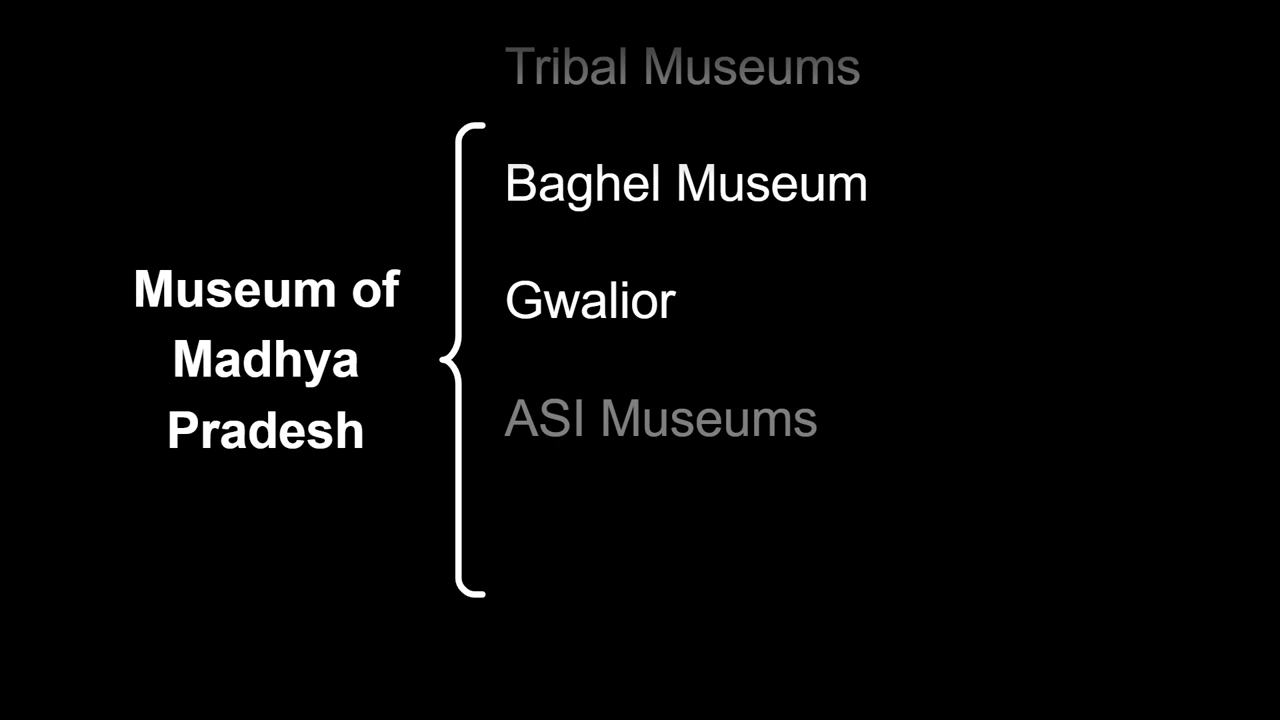 Tribal Museums
Baghel Museum
Museum of
Madhya
Pradesh
Gwalior
ASI Museums